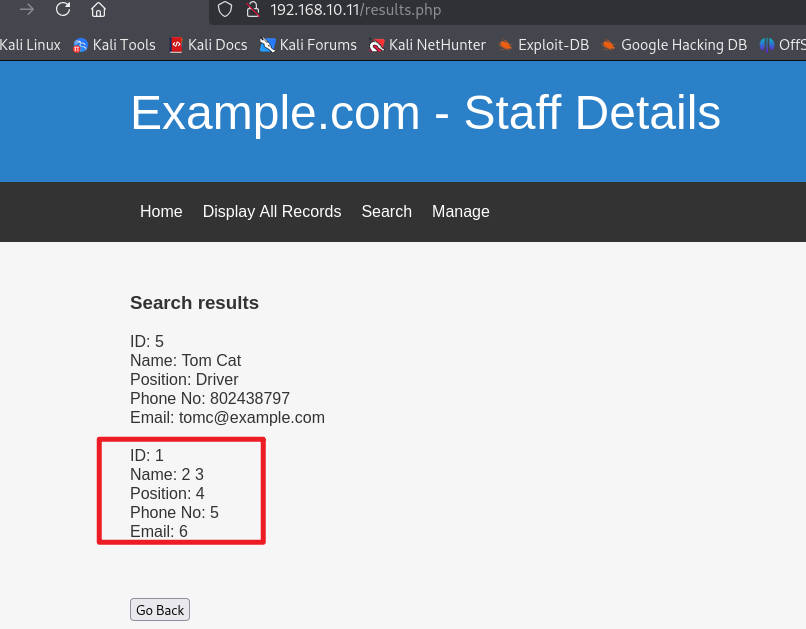 192.168.10.11/results.php
Kali Linux Kali Tools Kali Docs Kali Forums Kali NetHunter Exploit-DB Google Hacking DB OffS
Example.com - Staff Details
Home Display All Records Search Manage
Search results
ID: 5
Name: Tom Cat
Position: Driver
Phone No: 802438797
Email: tomc@example.com
ID: 1
Name: 2 3
Position: 4
Phone No: 5
Email: 6
Go Back